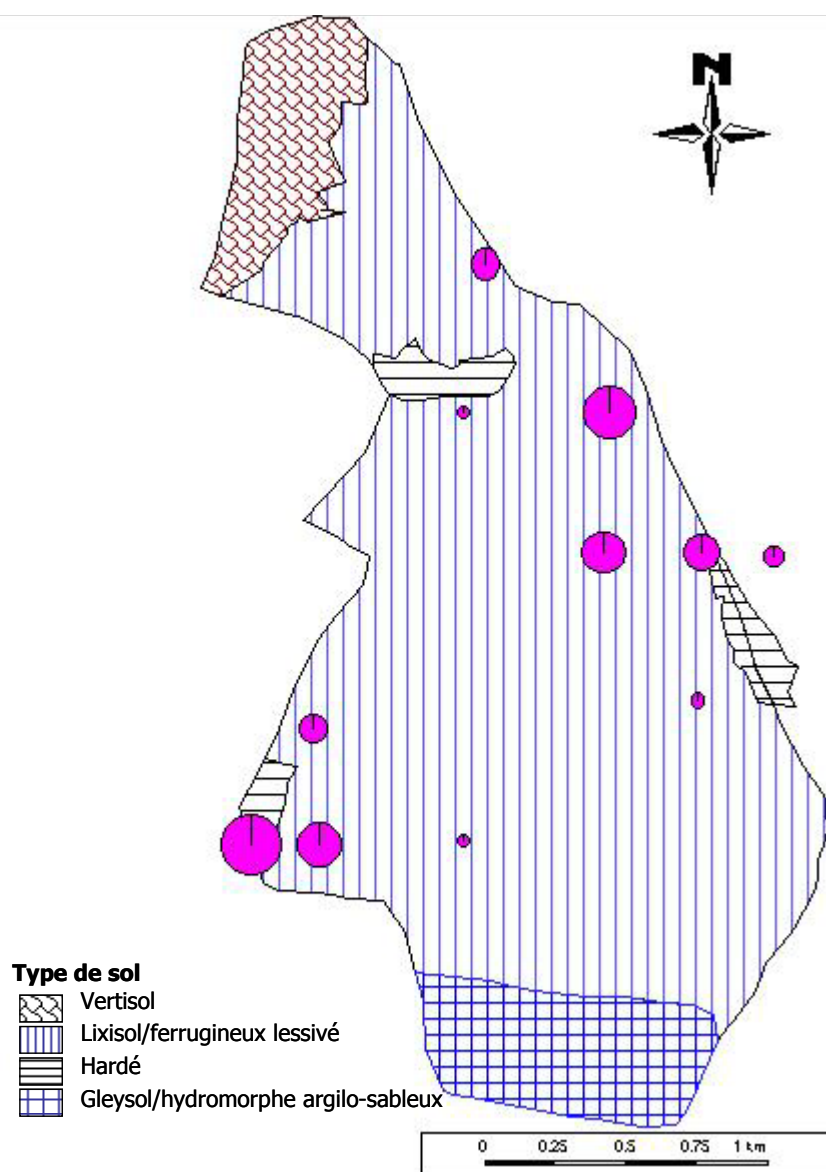 N
Type de sol
Vertisol
Lixisol/ferrugineux lessivé
Hardé
Gleysol/hydromorphe argilo-sableux
0 0.25 0.5 0.75 1 km